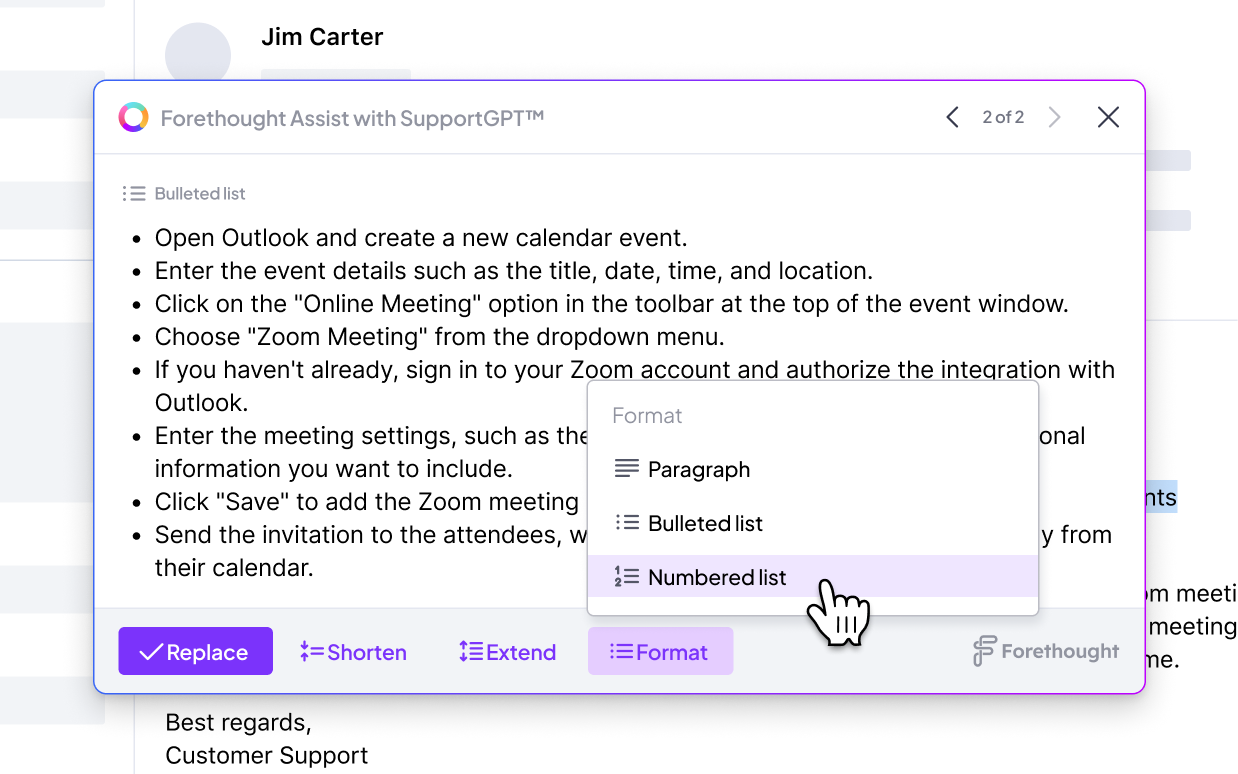 Jim Carter
Forethought Assist with SupportGPT™
2 of 2
Bulleted list
• Open Outlook and create a new calendar event.
• Enter the event details such as the title, date, time, and location.
• Click on the "Online Meeting" option in the toolbar at the top of the event window.
• Choose "Zoom Meeting" from the dropdown menu.
• If you haven't already, sign in to your Zoom account and authorize the integration with
Outlook.
• Enter the meeting settings, such as the
onal
information you want to include.
• Click "Save" to add the Zoom meeting
• Send the invitation to the attendees, w
y from
their calendar.
Format
Paragraph
Bulleted list
Numbered list
Replace
Shorten
Extend
Format
Forethought
nts
om meeti
meeting
me.
Best regards,
Customer Support